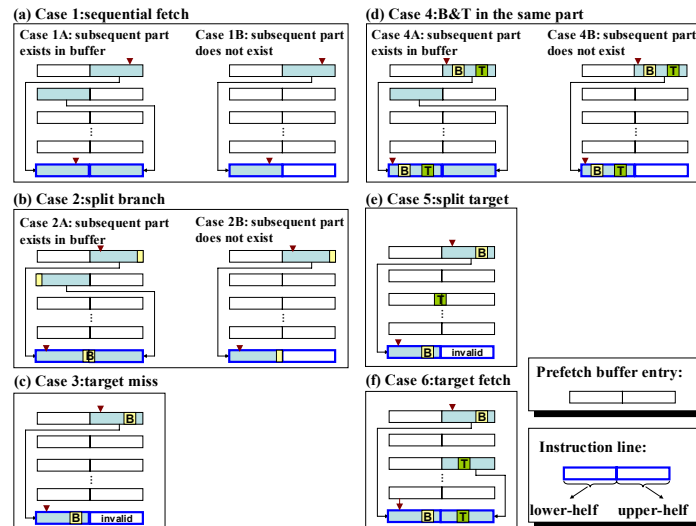 (a) Case 1:sequential fetch
Case 1A: subsequent part
exists in buffer
Case 1B: subsequent part
does not exist
(b) Case 2:split branch
Case 2A: subsequent part
exists in buffer
Case 2B: subsequent part
does not exist
B
(c) Case 3:target miss
B
B
invalid
(d) Case 4:B&T in the same part
Case 4A: subsequent part
exists in buffer
Case 4B: subsequent part
does not exist
B T
B T
B T
B T
(e) Case 5:split target
B
T
B
invalid
(f) Case 6:target fetch
B
T
B T
Prefetch buffer entry:
Instruction line:
lower-helf upper-helf